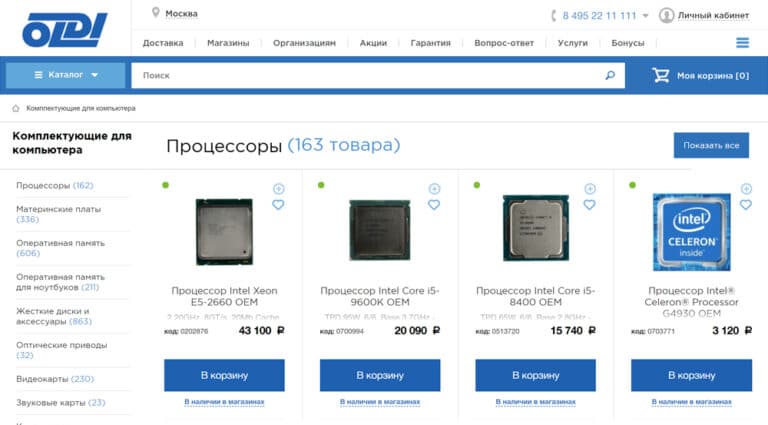 OLDI
Москва
8 495 22 11 111
Личный кабинет
Доставка Магазины Организациям Акции Гарантия Вопрос-ответ Услуги Бонусы
Каталог
Поиск
Моя корзина [0]
Комплектующие для компьютера
Комплектующие для
компьютера
Процессоры (162)
Материнские платы
(336)
Оперативная память
(606)
Оперативная память
для ноутбуков (211)
Жесткие диски и
аксессуары (863)
Оптические приводы
(32)
Видеокарты (230)
Звуковые карты (23)
Процессоры (163 товара)
Показать все
Процессор Intel Xeon
E5-2660 OEM
2.20GHz, 8GT/s, 20Mb Cache
код: 0202876 43 100 ₽
В корзину
В наличии в магазинах
Процессор Intel Core i5-
9600K OEM
TPD 95W, 6/6, Base 3.7GHz -
код: 0700994 20 090 ₽
В корзину
В наличии в магазинах
Процессор Intel Core i5-
8400 OEM
TPD 65W, 6/6, Base 2.8GHz -
код: 0513720 15 740 ₽
В корзину
В наличии в магазинах
intel
CELERON
inside
Процессор Intel®
Celeron® Processor
G4930 OEM
код: 0703771 3 120 ₽
В корзину
В наличии в магазинах